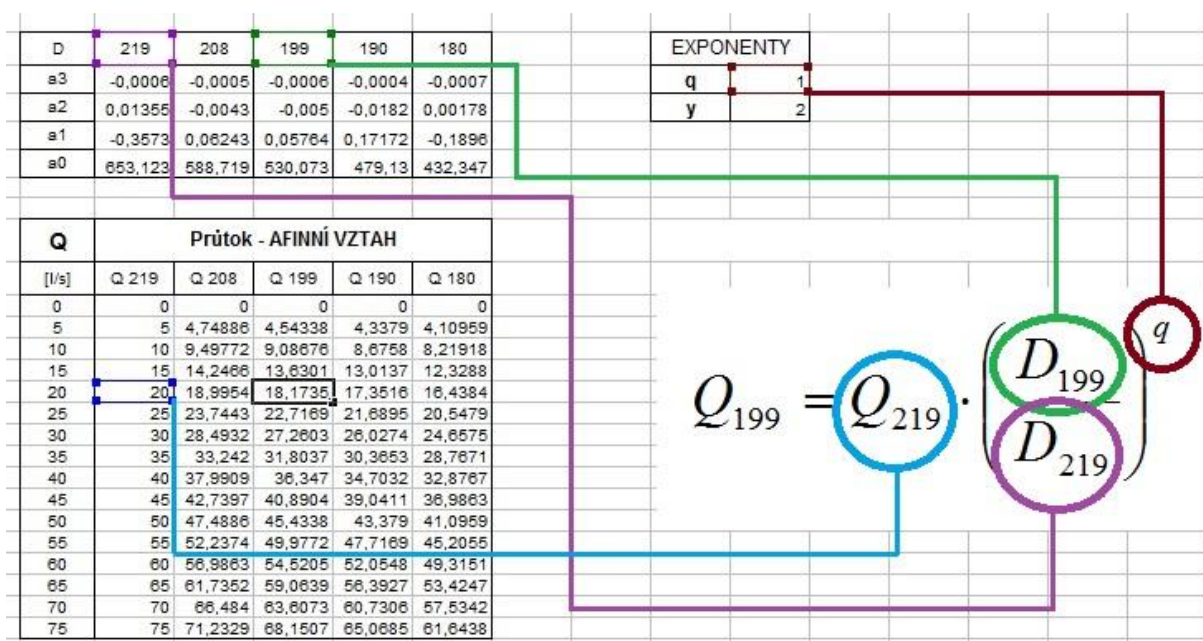 D 219 208 199 190 180
a3 -0,0006 -0,0005 -0,0006 -0,0004 -0,0007
a2 0,01355 -0,0043 -0,005 -0,0182 0,00178
a1 -0,3573 0,06243 0,05764 0,17172 -0,1896
a0 653,123 588,719 530,073 479,13 432,347
EXPONENTY
q 1
y 2
Q Průtok - AFINNÍ VZTAH
[l/s] Q 219 Q 208 Q 199 Q 190 Q 180
0 0 0 0 0 0
5 5 4,74886 4,54338 4,3379 4,10959
10 10 9,49772 9,08676 8,6758 8,21918
15 15 14,2466 13,6301 13,0137 12,3288
20 20 18,9954 18,1735 17,3516 16,4384
25 25 23,7443 22,7169 21,6895 20,5479
30 30 28,4932 27,2603 26,0274 24,6575
35 35 33,242 31,8037 30,3653 28,7671
40 40 37,9909 36,347 34,7032 32,8767
45 45 42,7397 40,8904 39,0411 36,9863
50 50 47,4886 45,4338 43,379 41,0959
55 55 52,2374 49,9772 47,7169 45,2055
60 60 56,9863 54,5205 52,0548 49,3151
65 65 61,7352 59,0639 56,3927 53,4247
70 70 66,484 63,6073 60,7306 57,5342
75 75 71,2329 68,1507 65,0685 61,6438
Q199 = Q219 · (D199 / D219)^q